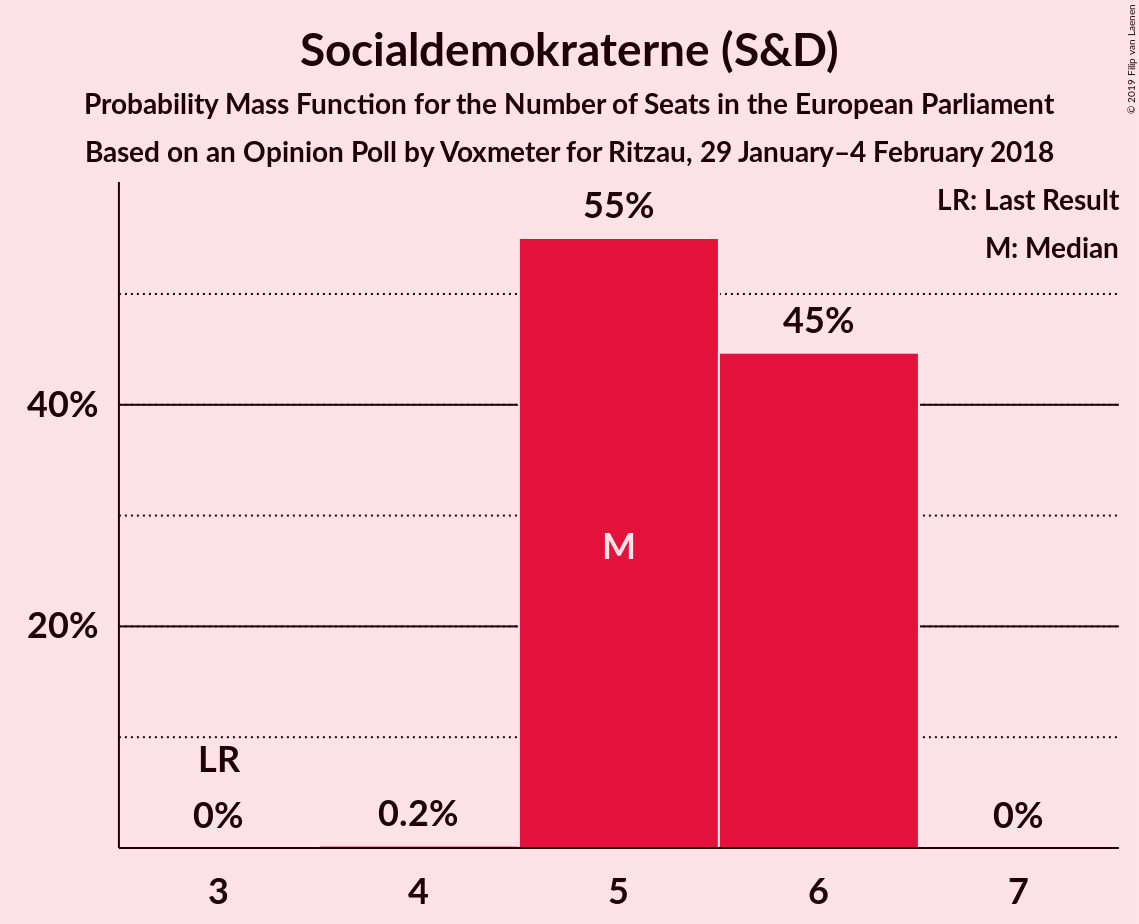 Socialdemokraterne (S&D)
Probability Mass Function for the Number of Seats in the European Parliament
Based on an Opinion Poll by Voxmeter for Ritzau, 29 January–4 February 2018
© 2019 Filip van Laenen
LR: Last Result
M: Median
55%
45%
40%
M
20%
LR
0%
0.2%
0%
3
4
5
6
7